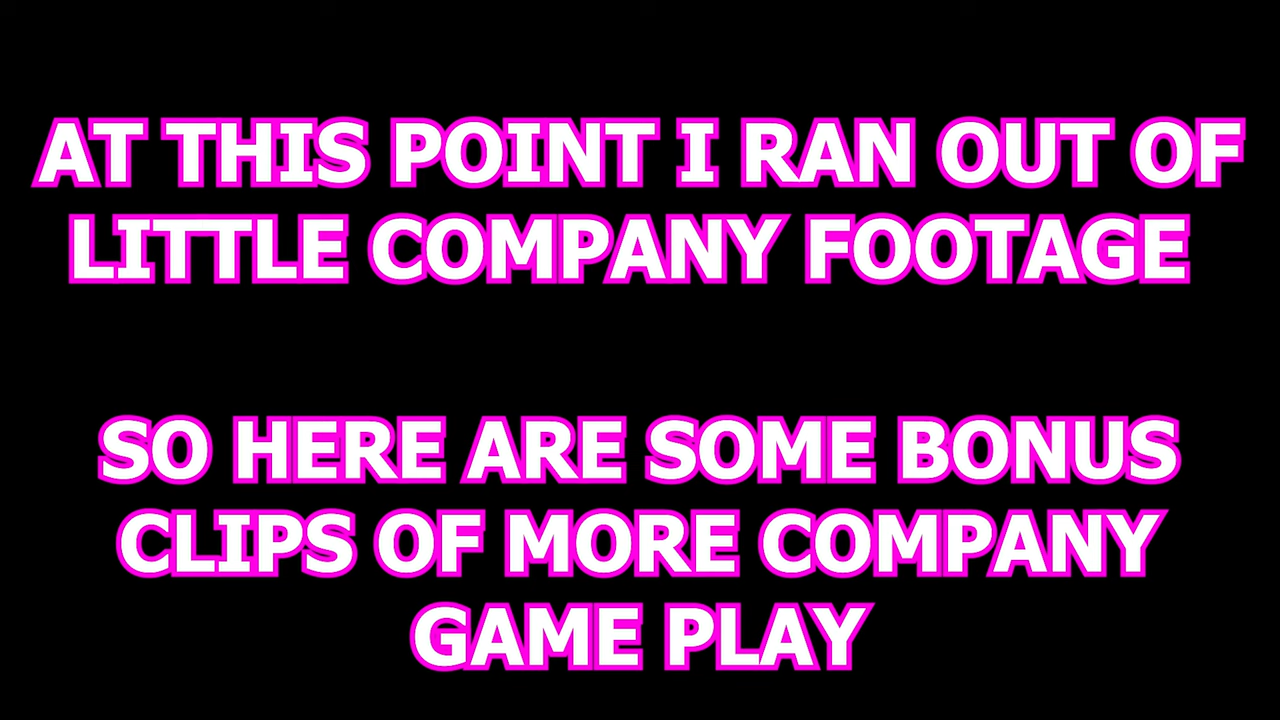 AT THIS POINT I RAN OUT OF
LITTLE COMPANY FOOTAGE
SO HERE ARE SOME BONUS
CLIPS OF MORE COMPANY
GAME PLAY